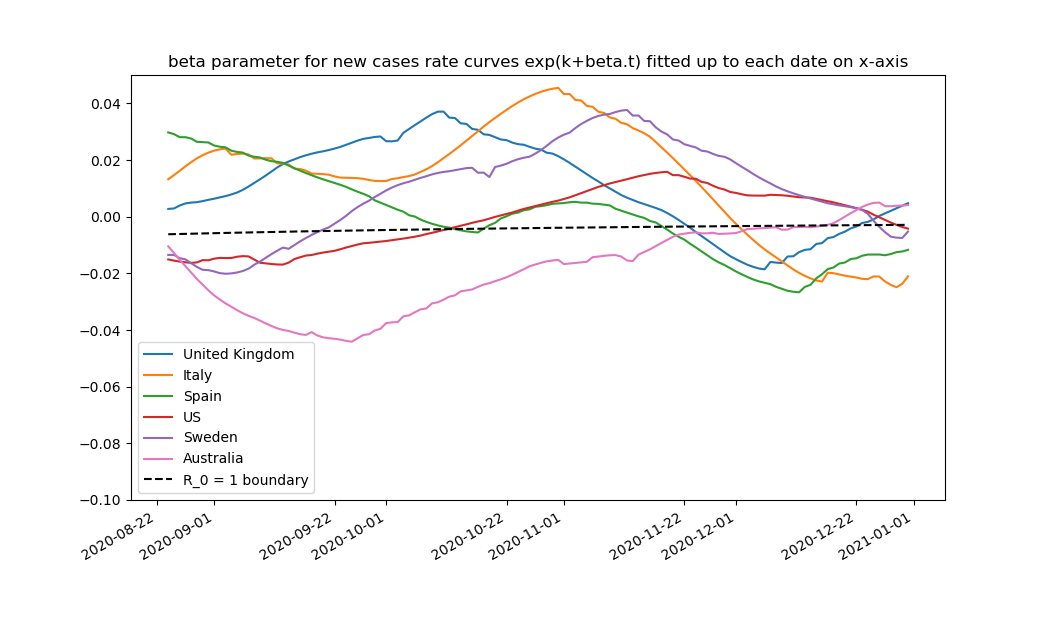 beta parameter for new cases rate curves exp(k+beta.t) fitted up to each date on x-axis
0.04
0.02
0.00
−0.02
−0.04
−0.06
−0.08
−0.10
United Kingdom
Italy
Spain
US
Sweden
Australia
R_0 = 1 boundary
2020-08-22
2020-09-01
2020-09-22
2020-10-01
2020-10-22
2020-11-01
2020-11-22
2020-12-01
2020-12-22
2021-01-01